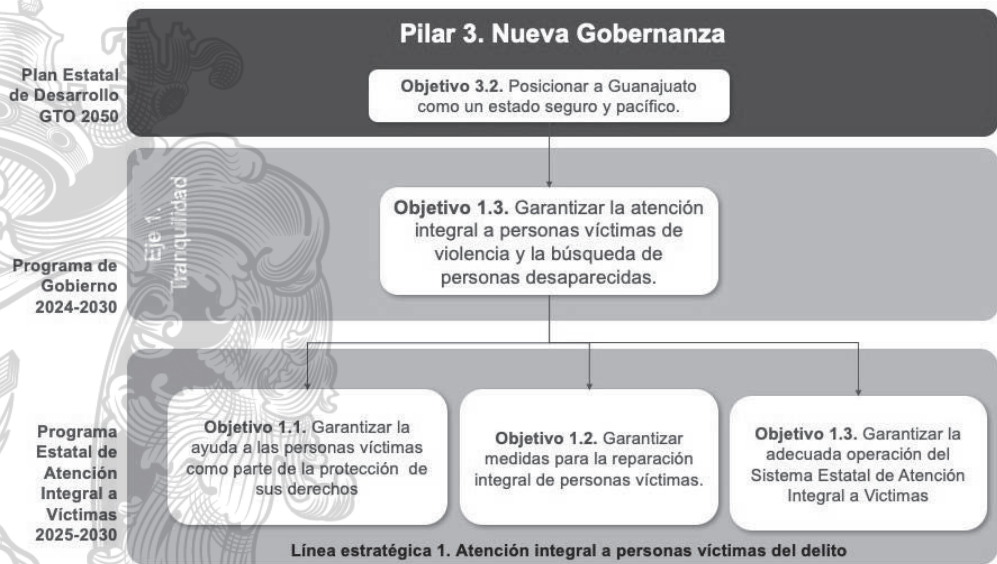 Pilar 3. Nueva Gobernanza
Plan Estatal
de Desarrollo
GTO 2050
Objetivo 3.2. Posicionar a Guanajuato
como un estado seguro y pacífico.
Eje 1.
Tranquilidad
Programa de
Gobierno
2024-2030
Objetivo 1.3. Garantizar la atención
integral a personas víctimas de
violencia y la búsqueda de
personas desaparecidas.
Programa
Estatal de
Atención
Integral a
Víctimas
2025-2030
Objetivo 1.1. Garantizar la
ayuda a las personas víctimas
como parte de la protección de
sus derechos
Objetivo 1.2. Garantizar
medidas para la reparación
integral de personas víctimas.
Objetivo 1.3. Garantizar la
adecuada operación del
Sistema Estatal de Atención
Integral a Victimas
Línea estratégica 1. Atención integral a personas víctimas del delito